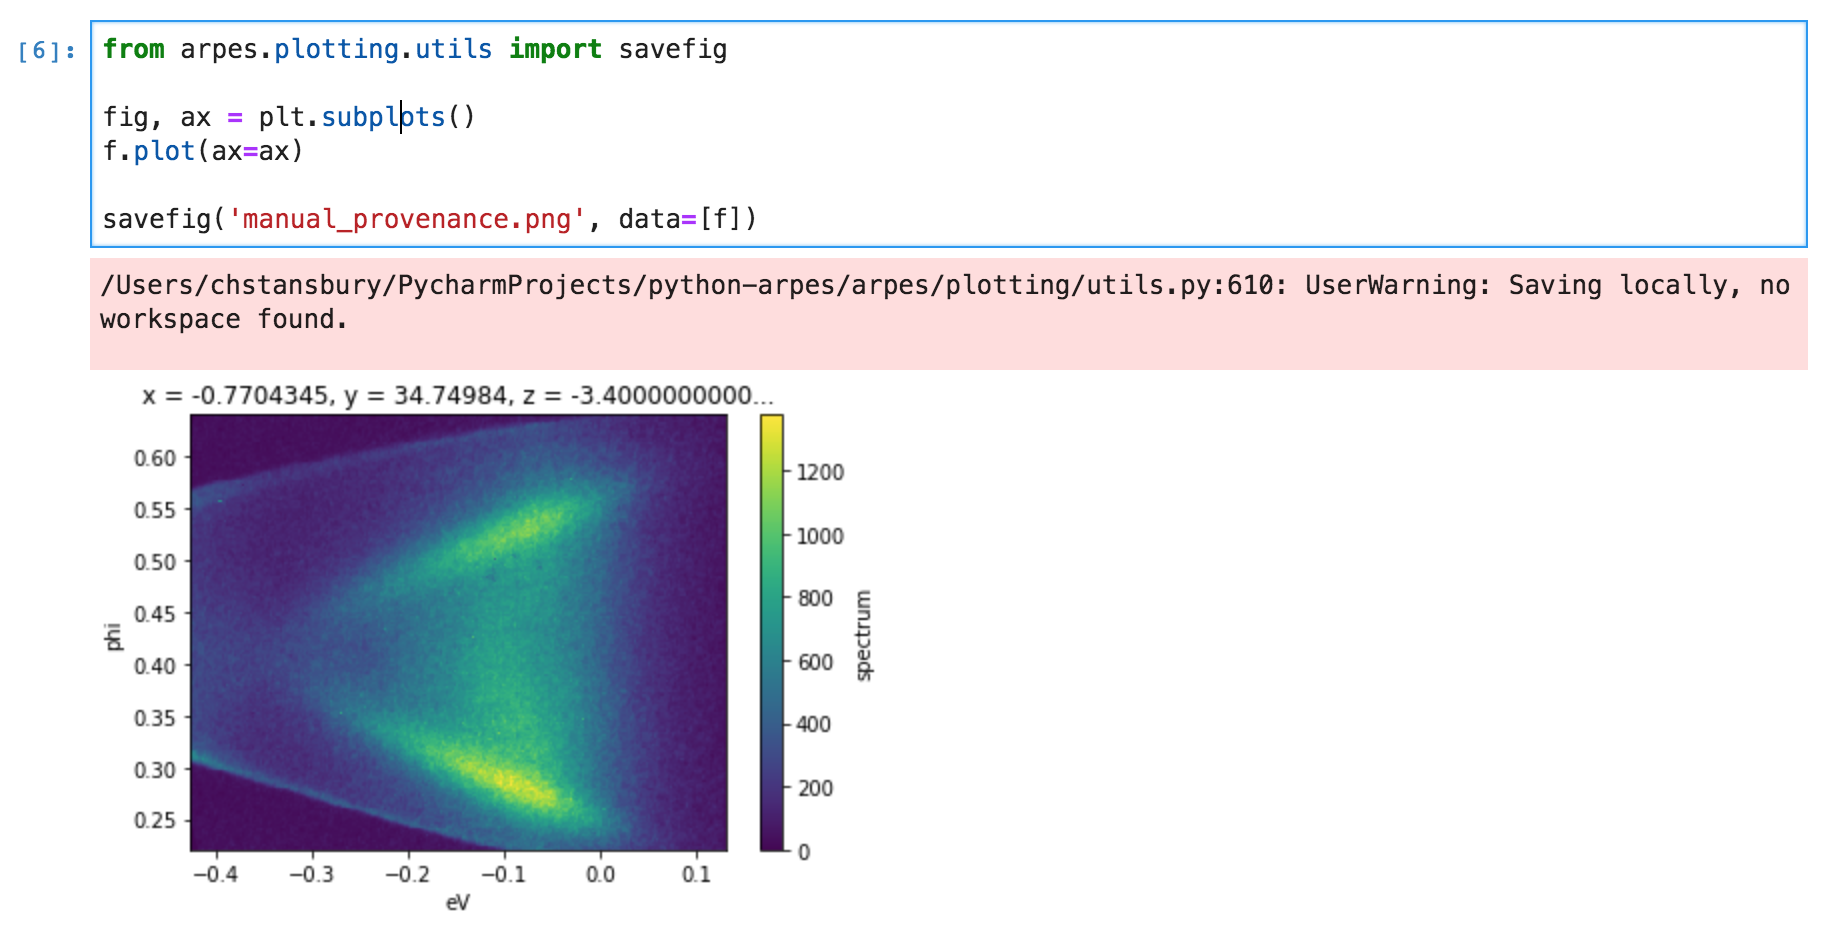 [6]:
from arpes.plotting.utils import savefig
fig, ax = plt.subplots()
f.plot(ax=ax)
savefig('manual_provenance.png', data=[f])
/Users/chstansbury/PycharmProjects/python-arpes/arpes/plotting/utils.py:610: UserWarning: Saving locally, no
workspace found.
x = -0.7704345, y = 34.74984, z = -3.4000000000...
0.60
0.55
0.50
0.45
0.40
0.35
0.30
0.25
phi
−0.4 −0.3 −0.2 −0.1 0.0 0.1
eV
1200
1000
800
600
400
200
0
spectrum